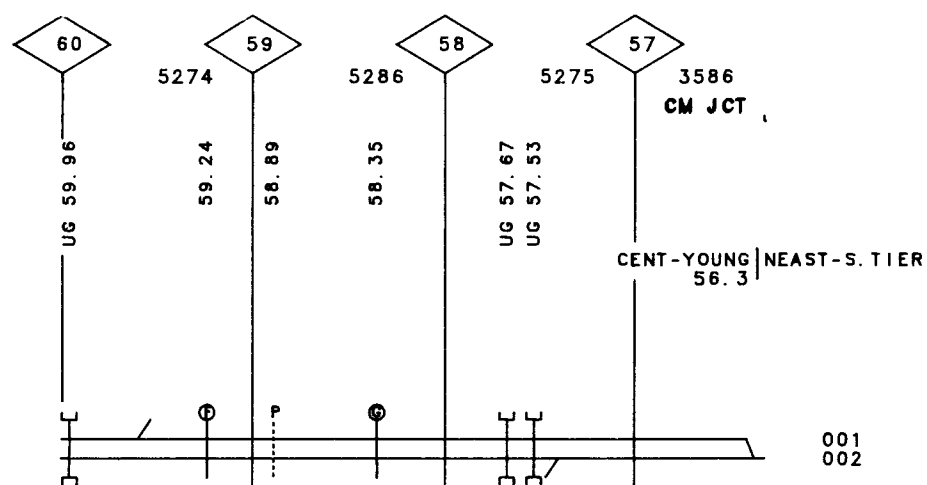 60 59 58 57
5274 5286 5275 3586
CM JCT
UG 59.96
59.24
58.89
58.35
UG 57.67
UG 57.53
CENT-YOUNG NEAST-S.TIER
56.3
F P G
001
002